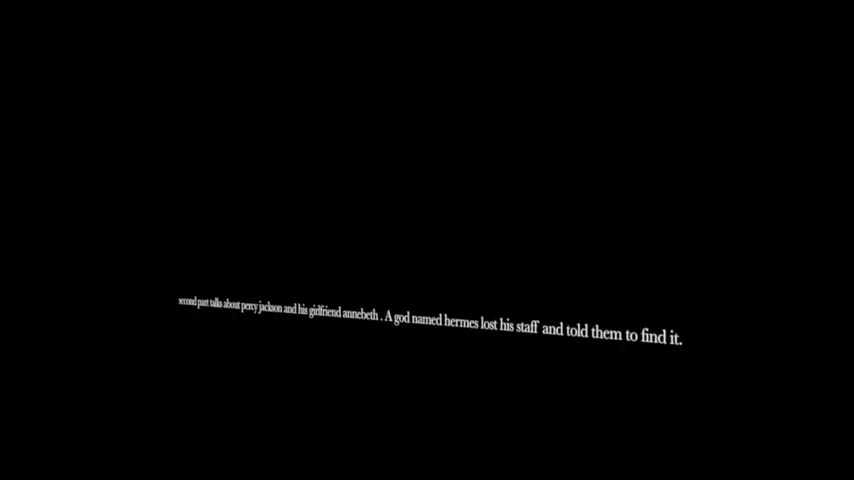 second part talks about percy jackson and his girlfriend annebeth . A god named hermes lost his staff and told them to find it.